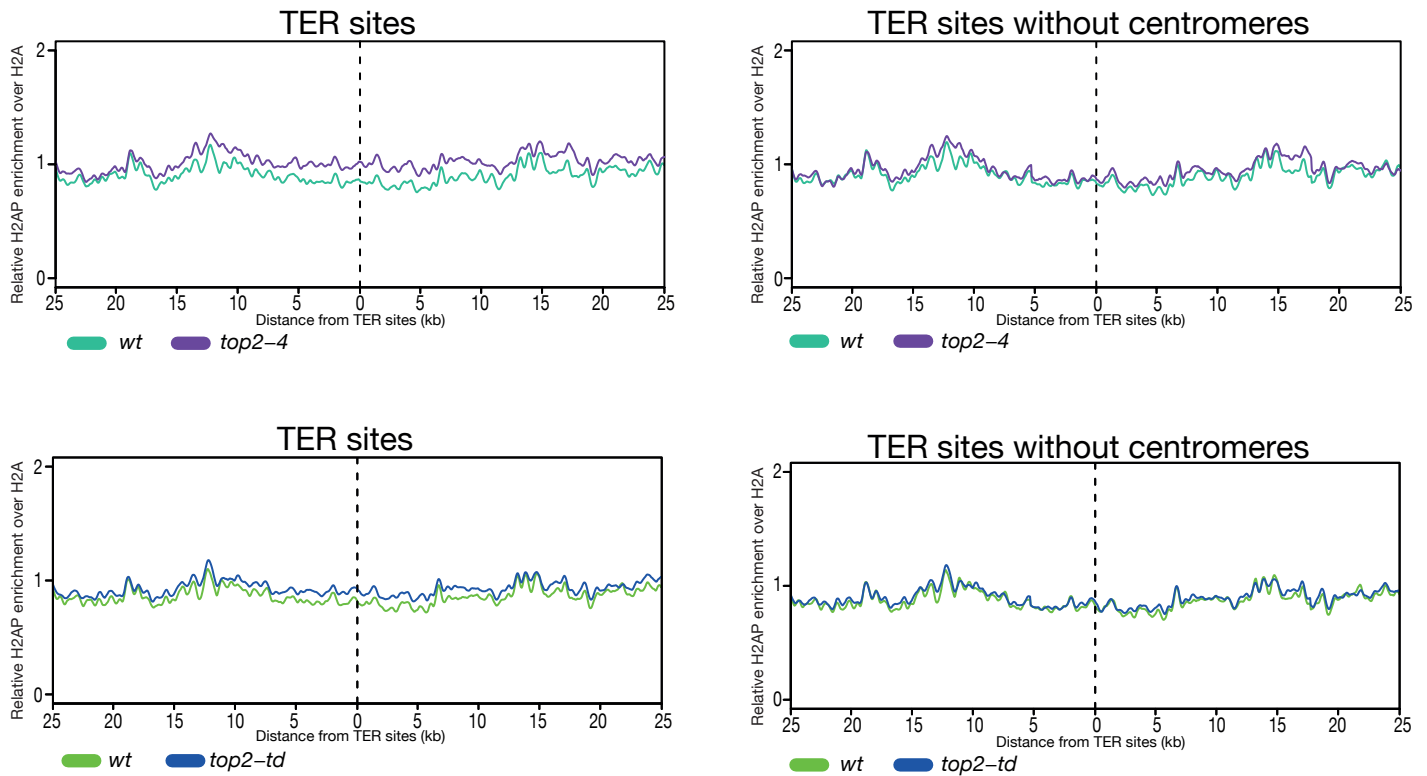 TER sites
Relative H2AP enrichment over H2A
2
1
0
25 20 15 10 5 0 5 10 15 20 25
Distance from TER sites (kb)
wt top2–4
TER sites without centromeres
Relative H2AP enrichment over H2A
2
1
0
25 20 15 10 5 0 5 10 15 20 25
Distance from TER sites (kb)
wt top2–4
TER sites
Relative H2AP enrichment over H2A
2
1
0
25 20 15 10 5 0 5 10 15 20 25
Distance from TER sites (kb)
wt top2–td
TER sites without centromeres
Relative H2AP enrichment over H2A
2
1
0
25 20 15 10 5 0 5 10 15 20 25
Distance from TER sites (kb)
wt top2–td